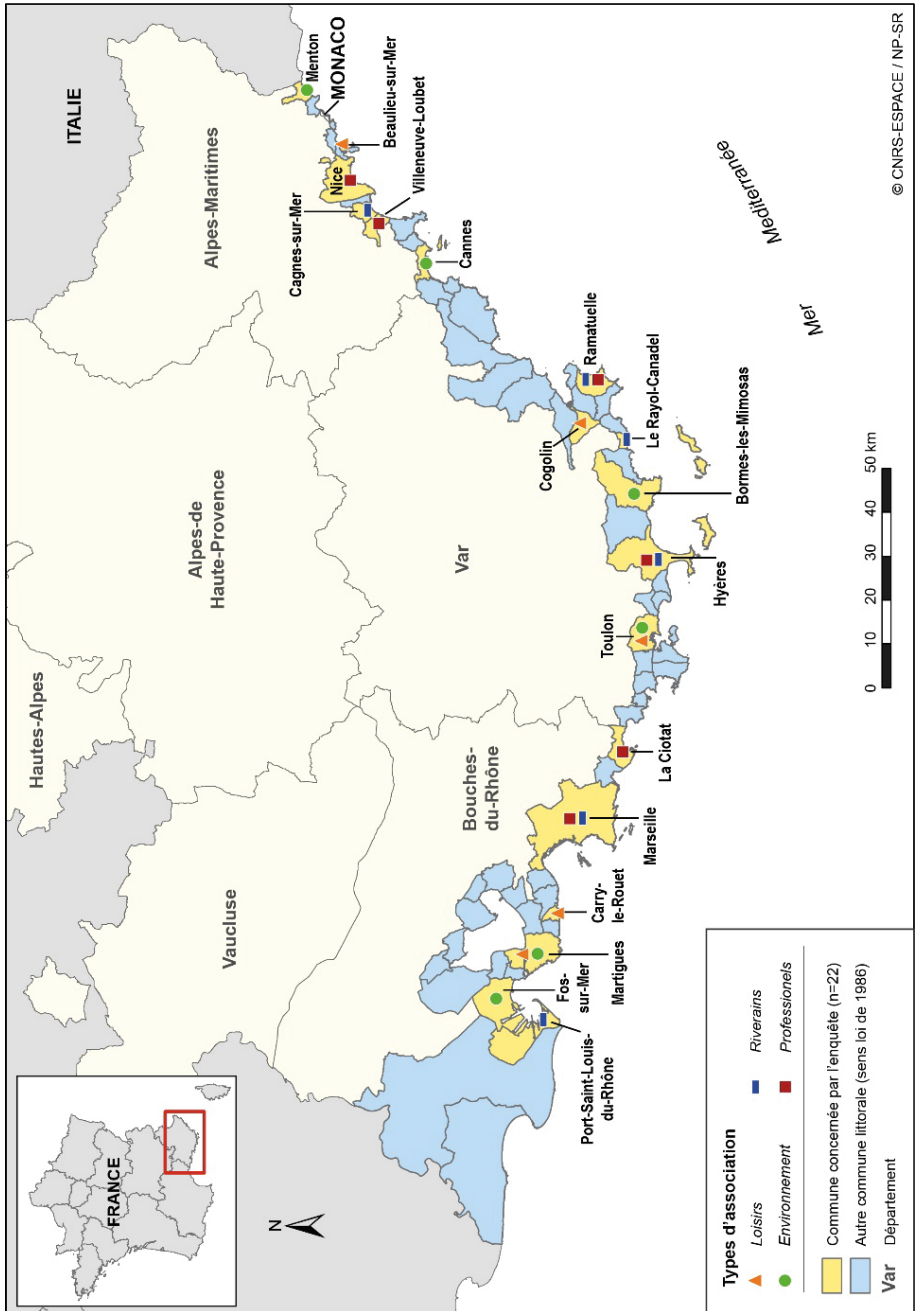 FRANCE
N
Hautes-Alpes
ITALIE
Alpes-de
Haute-Provence
Alpes-Maritimes
Vaucluse
Bouches-
du-Rhône
Var
Menton
MONACO
Beaulieu-sur-Mer
Nice
Villeneuve-Loubet
Cagnes-sur-Mer
Cannes
Ramatuelle
Cogolin
Le Rayol-Canadel
Bormes-les-Mimosas
Hyères
Toulon
La Ciotat
Marseille
Carry-
le-Rouet
Martigues
Fos-
sur-Mer
Port-Saint-Louis-
du-Rhône
Mer
Méditerranée
Types d'association
Loisirs
Riverains
Environnement
Professionels
Commune concernée par l'enquête (n=22)
Autre commune littorale (sens loi de 1986)
Var
Département
0 10 20 30 40 50 km
© CNRS-ESPACE / NP-SR